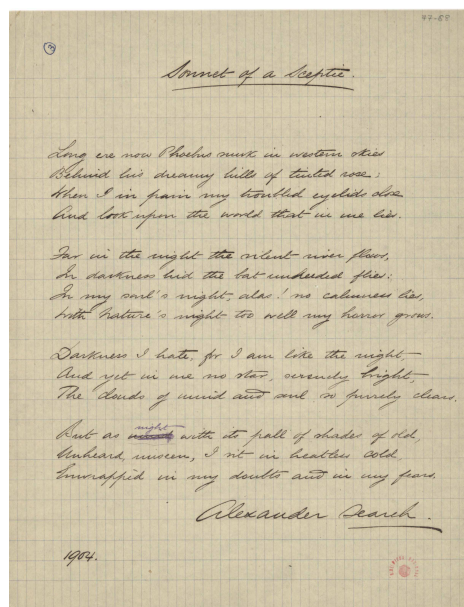 77-58
3
Sonnet of a Sceptic.
Long ere now Phoebus sunk in western skies
Behind his dreamy hills of tinted rose:
When I in pain my troubled eyelids close
And look upon the world that in me lies.
Far in the night the silent river flows,
In darkness hid the bat unheeded flies:
In my soul's night, alas! no calmness lies,
With Nature's night too well my horror grows.
Darkness I hate, for I am like the night,—
And yet in me no star, serenely bright,
The clouds of mind and soul so purely clears.
But as night with its pall of shades of old,
Unheard, unseen, I sit in heatless cold
Enwrapped in my doubts and in my fears.
Alexander Search.
1904.